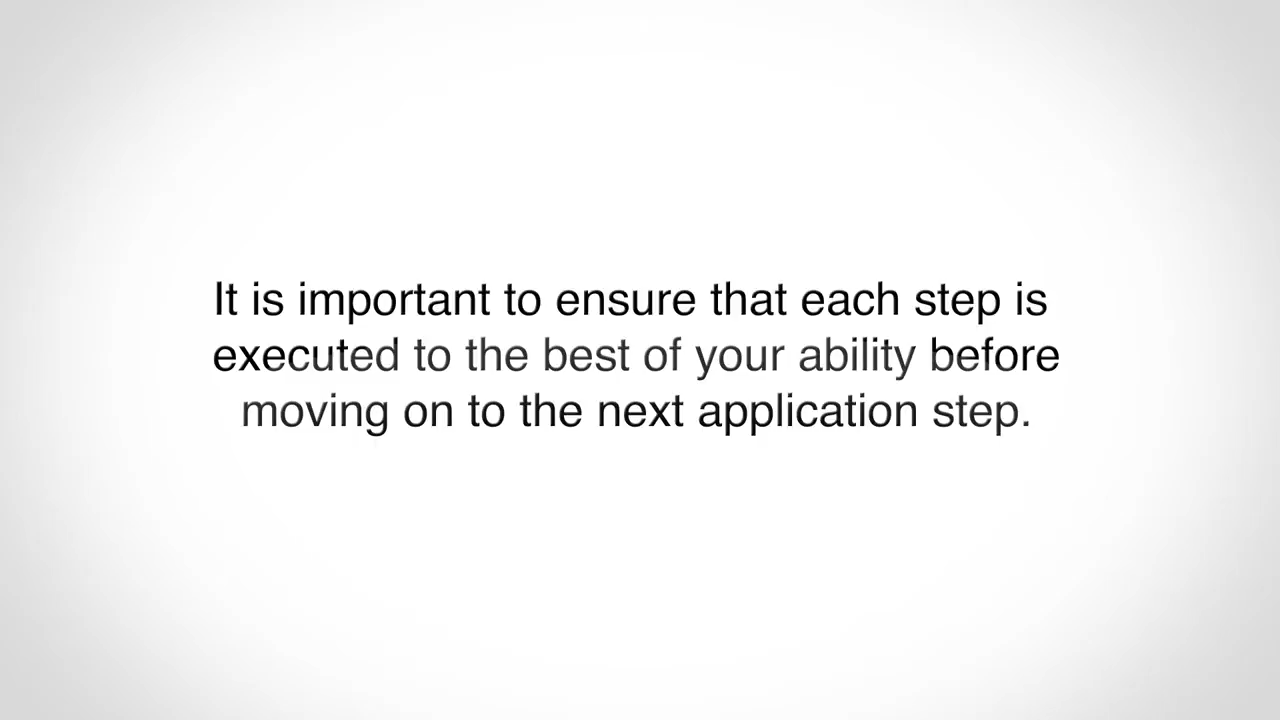 It is important to ensure that each step is
executed to the best of your ability before
moving on to the next application step.